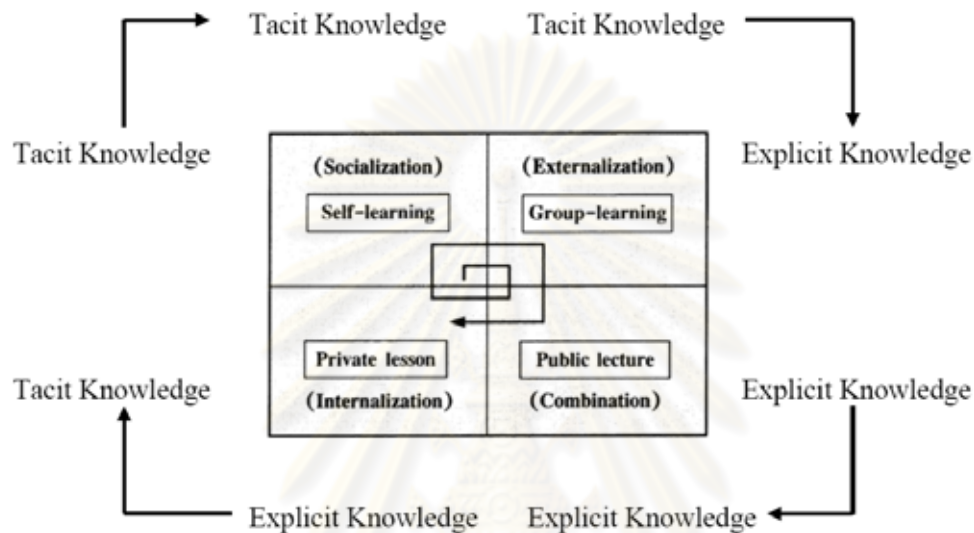 Tacit Knowledge Tacit Knowledge
Tacit Knowledge Explicit Knowledge
(Socialization) (Externalization)
Self-learning Group-learning
Private lesson Public lecture
(Internalization) (Combination)
Tacit Knowledge Explicit Knowledge
Explicit Knowledge Explicit Knowledge